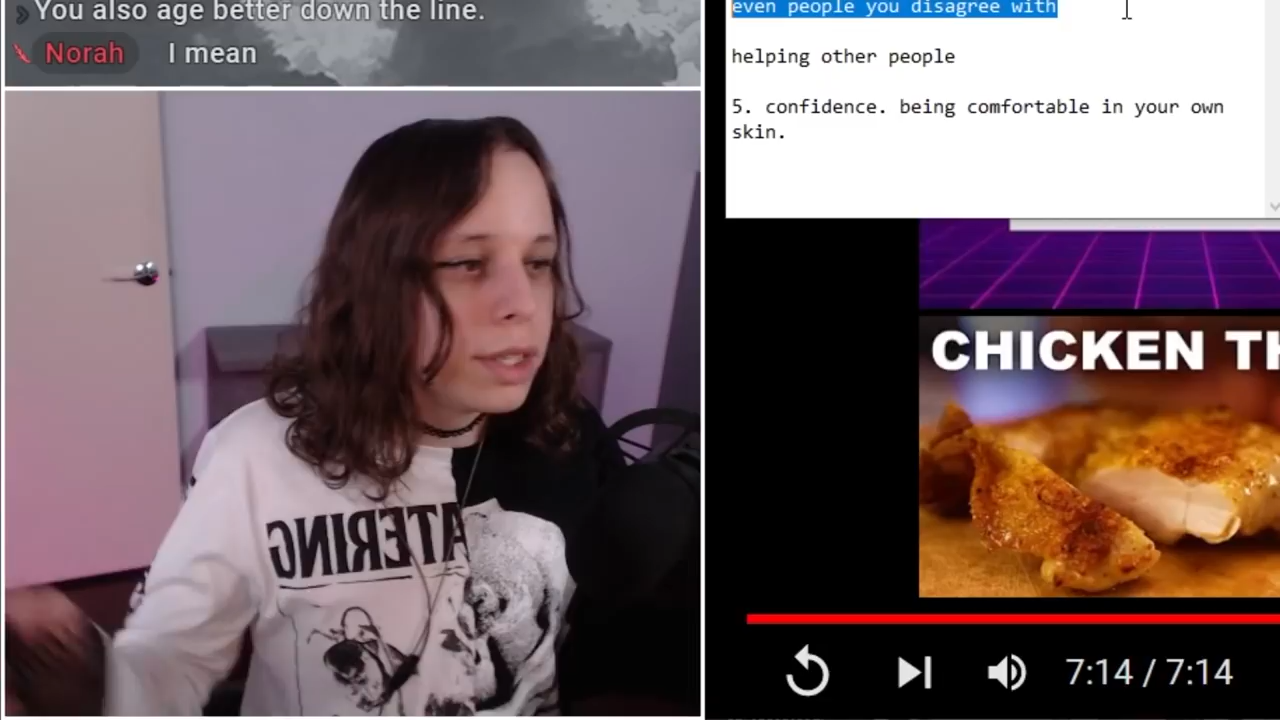 You also age better down the line.
Norah I mean
even people you disagree with
helping other people
5. confidence. being comfortable in your own
skin.
CHICKEN TH
ATERING
7:14 / 7:14